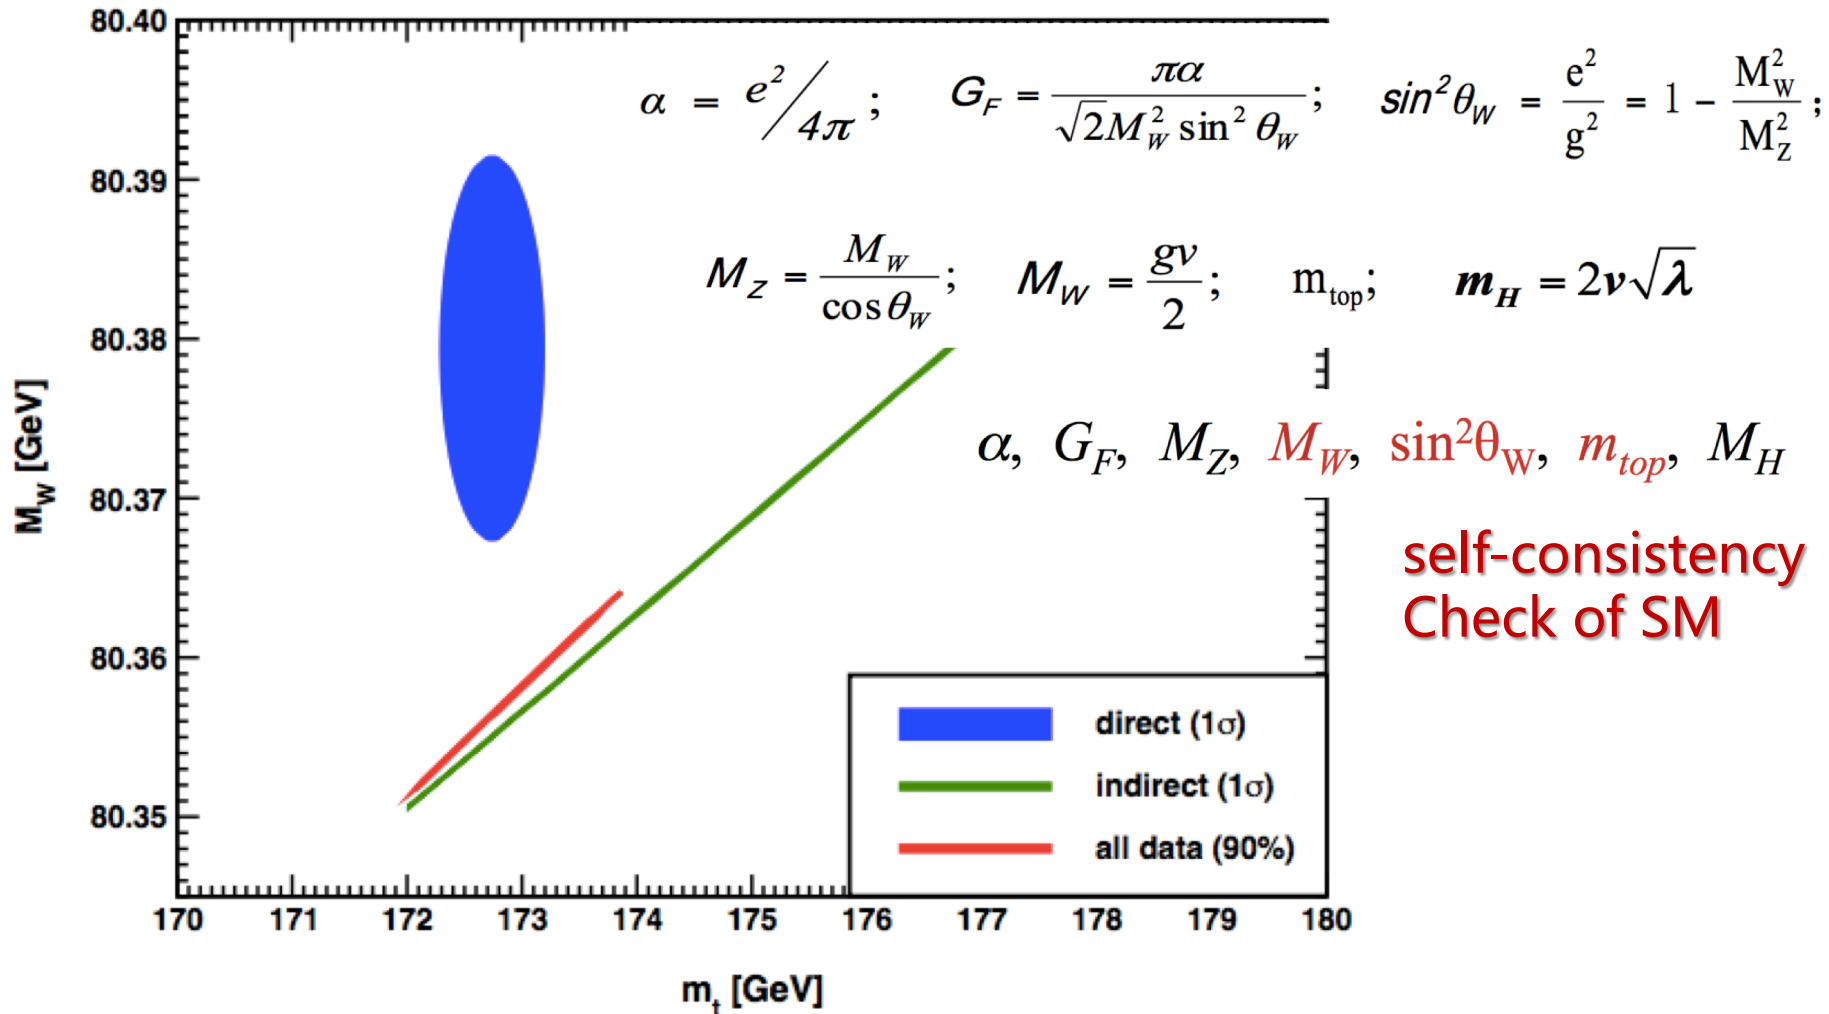 80.40
α = e²/4π ; G_F = πα / √2 M_W² sin² θ_W ; sin²θ_W = e²/g² = 1 − M_W²/M_Z² ;
80.39
M_Z = M_W / cos θ_W ; M_W = gv/2 ; m_top; m_H = 2v√λ
80.38
α, G_F, M_Z, M_W, sin²θ_W, m_top, M_H
80.37
self-consistency
Check of SM
80.36
80.35
M_W [GeV]
direct (1σ)
indirect (1σ)
all data (90%)
170 171 172 173 174 175 176 177 178 179 180
m_t [GeV]